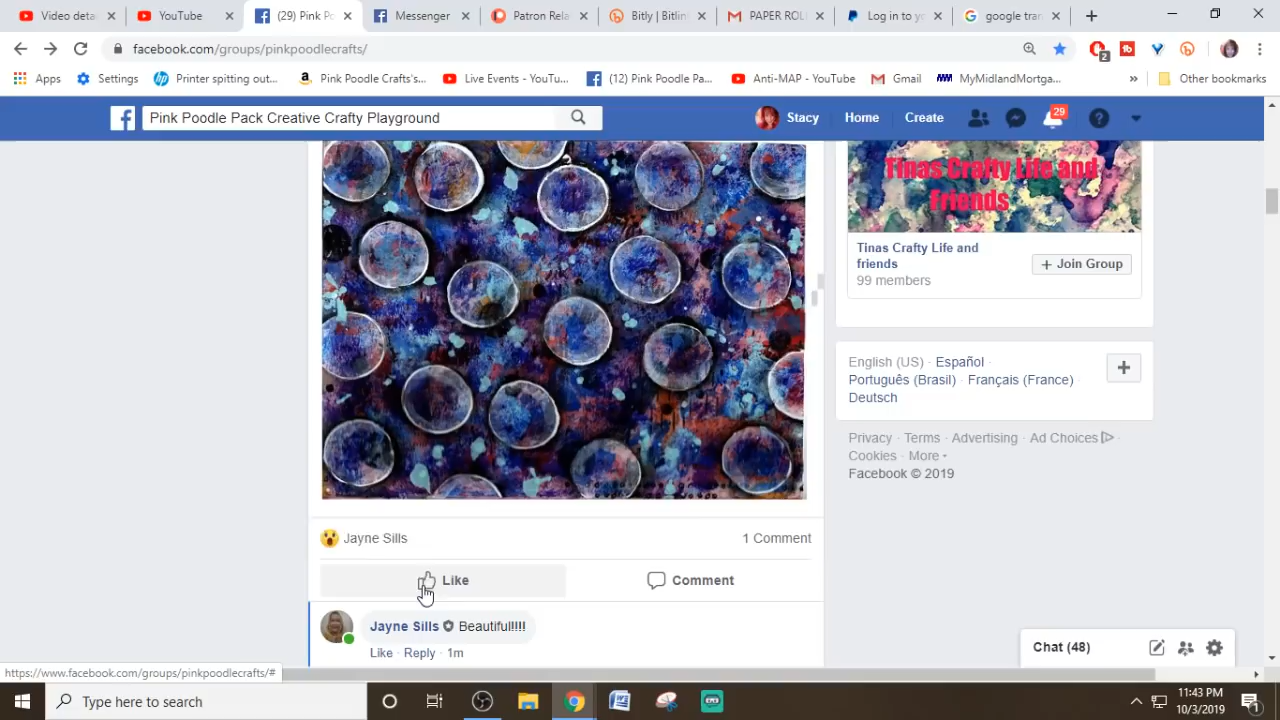 Video deta
YouTube
(29) Pink P
Messenger
Patron Rela
Bitly | Bitlin
PAPER ROLL
Log in to y
google tran
facebook.com/groups/pinkpoodlecrafts/
2
Apps
Settings
Printer spitting out...
Pink Poodle Crafts's...
Live Events - YouTu...
(12) Pink Poodle Pa...
Anti-MAP - YouTube
Gmail
MyMidlandMortga...
»
Other bookmarks
Pink Poodle Pack Creative Crafty Playground
Stacy
Home
Create
29
Tinas Crafty Life and
friends
Tinas Crafty Life and
friends
99 members
+ Join Group
English (US) · Español ·
Português (Brasil) · Français (France) ·
Deutsch
Privacy · Terms · Advertising · Ad Choices ·
Cookies · More
Facebook © 2019
Jayne Sills
1 Comment
Like
Comment
Jayne Sills Beautiful!!!!
Like · Reply · 1m
Chat (48)
https://www.facebook.com/groups/pinkpoodlecrafts/#
Type here to search
11:43 PM
10/3/2019
1